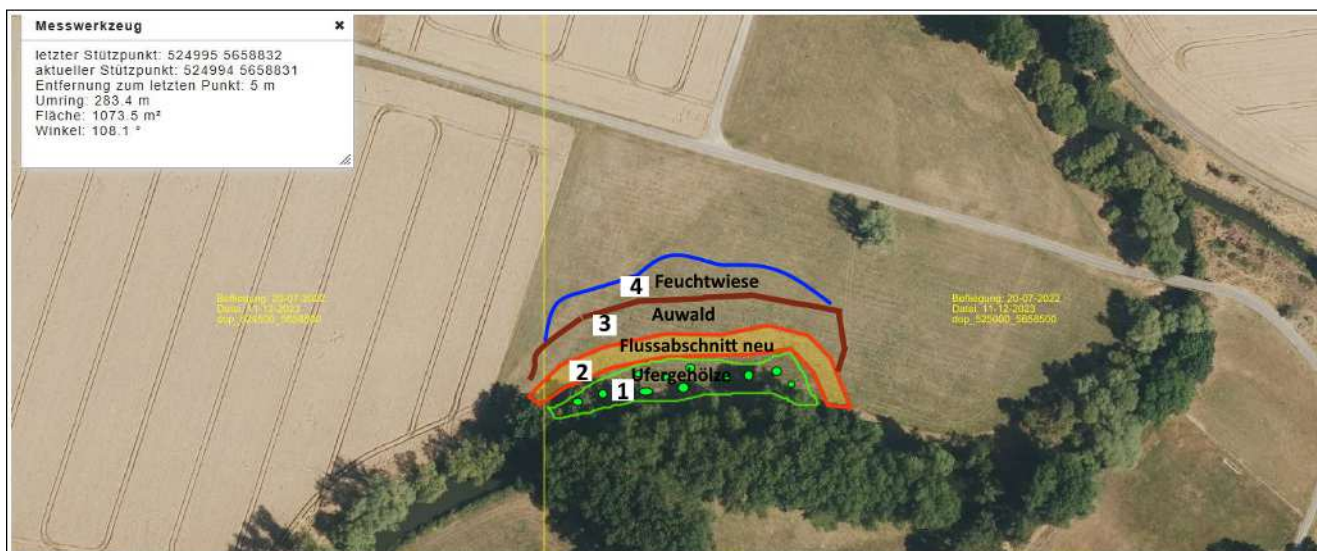 Messwerkzeug ✖
letzter Stützpunkt: 524995 5658832
aktueller Stützpunkt: 524994 5658831
Entfernung zum letzten Punkt: 5 m
Umring: 283.4 m
Fläche: 1073.5 m²
Winkel: 108.1 °
4 Feuchtwiese
Befliegung: 20-07-2022
Datei: 11-12-2023
dop_524500_5658500
Befliegung: 20-07-2022
Datei: 11-12-2023
dop_525000_5658500
3 Auwald
Flussabschnitt neu
2 Ufergehölze
1